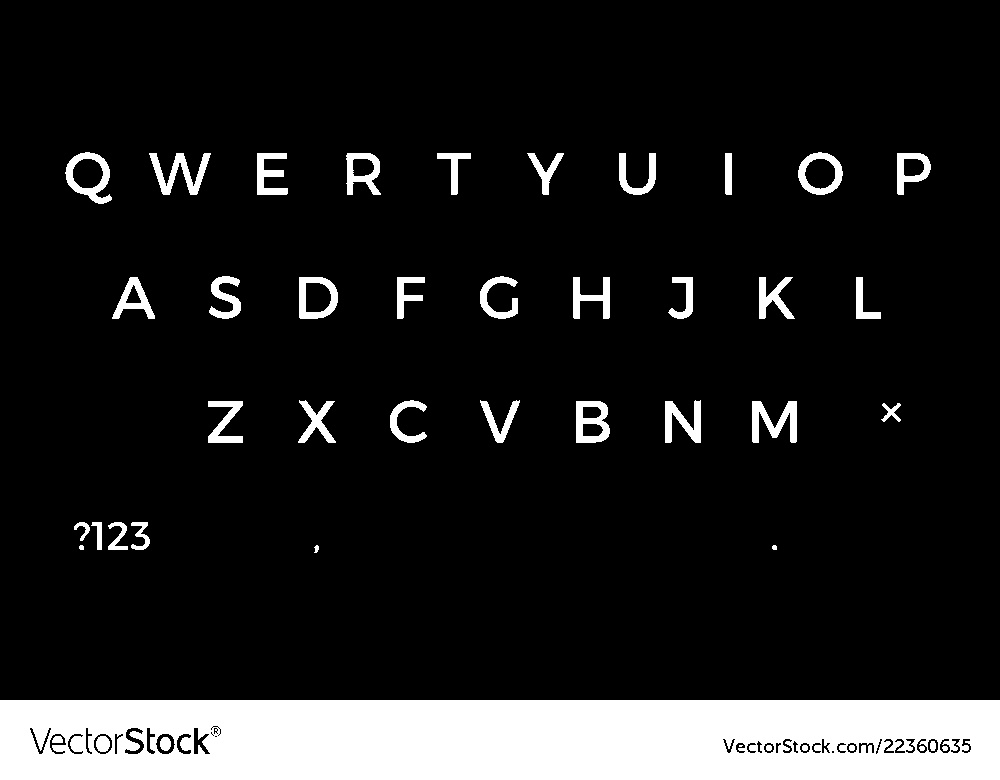 Q W E R T Y U I O P
A S D F G H J K L
Z X C V B N M ×
?123 , .
VectorStock® VectorStock.com/22360635